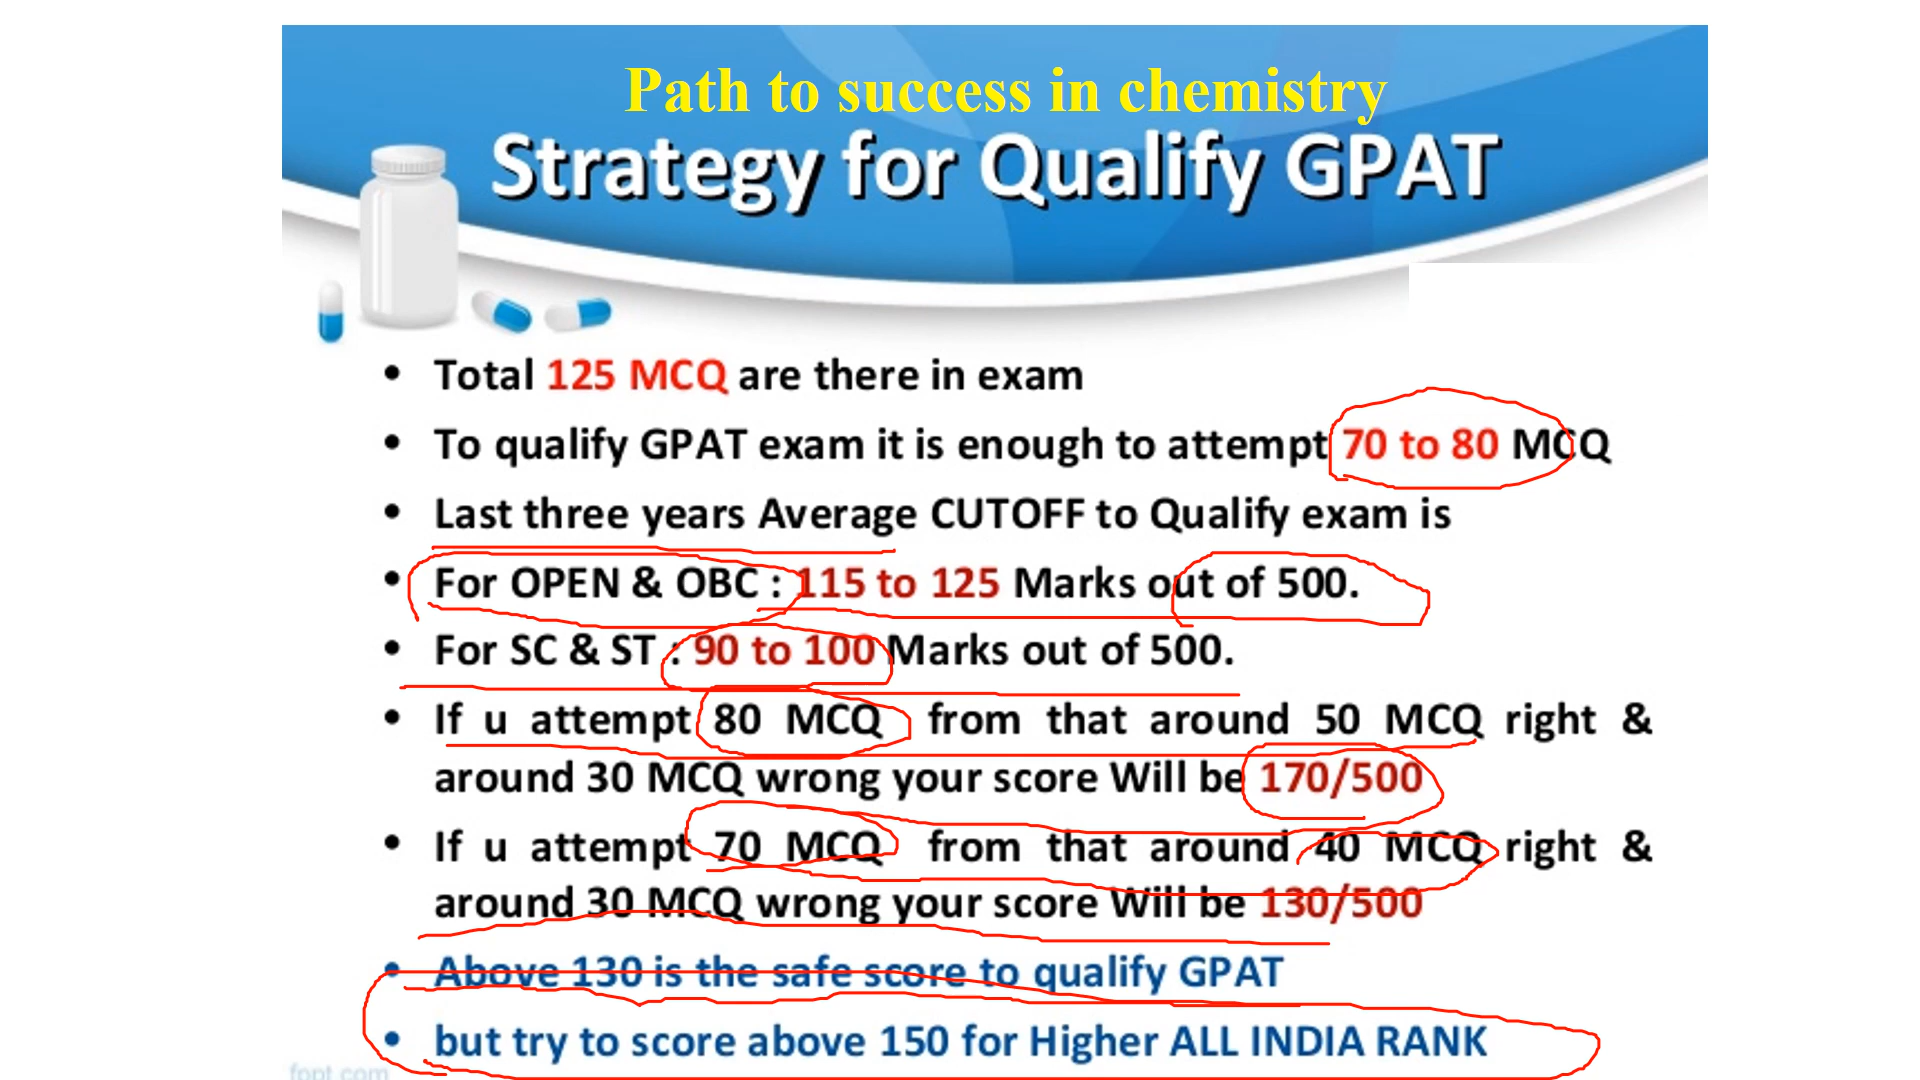 Path to success in chemistry
Strategy for Qualify GPAT
• Total 125 MCQ are there in exam
• To qualify GPAT exam it is enough to attempt 70 to 80 MCQ
• Last three years Average CUTOFF to Qualify exam is
• For OPEN & OBC : 115 to 125 Marks out of 500.
• For SC & ST : 90 to 100 Marks out of 500.
• If u attempt 80 MCQ from that around 50 MCQ right &
around 30 MCQ wrong your score Will be 170/500
• If u attempt 70 MCQ from that around 40 MCQ right &
around 30 MCQ wrong your score Will be 130/500
• Above 130 is the safe score to qualify GPAT
• but try to score above 150 for Higher ALL INDIA RANK
fppt.com